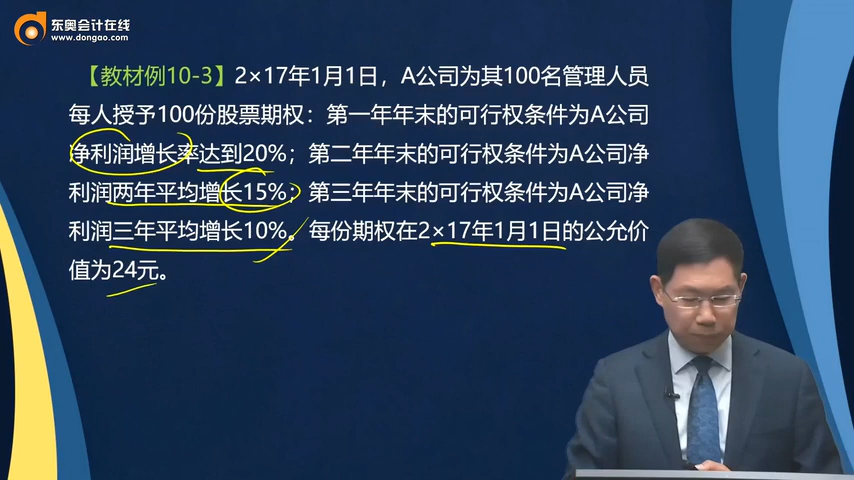 东奥会计在线
www.dongao.com
【教材例10-3】2×17年1月1日，A公司为其100名管理人员
每人授予100份股票期权：第一年年末的可行权条件为A公司
净利润增长率达到20%；第二年年末的可行权条件为A公司净
利润两年平均增长15%；第三年年末的可行权条件为A公司净
利润三年平均增长10%。每份期权在2×17年1月1日的公允价
值为24元。